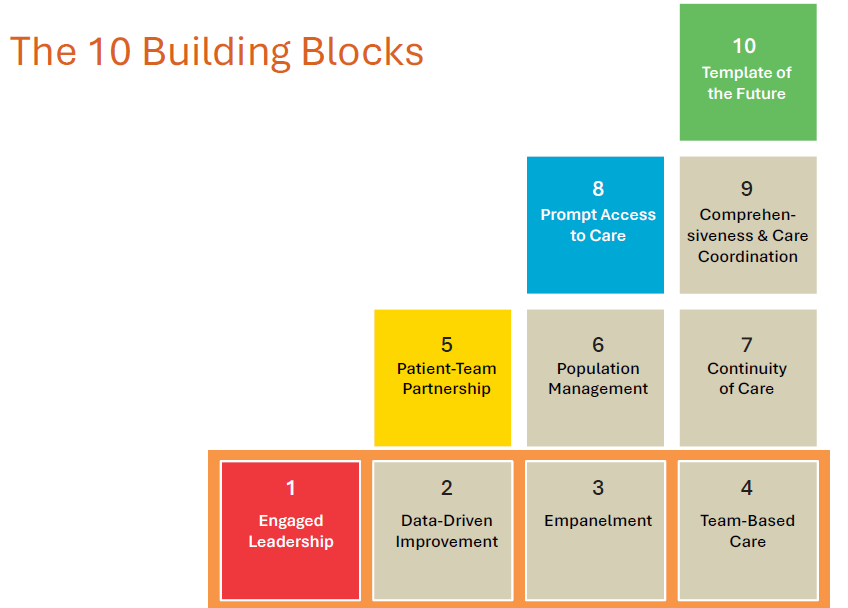 The 10 Building Blocks
10
Template of
the Future
8
Prompt Access
to Care
9
Comprehen-
siveness & Care
Coordination
5
Patient-Team
Partnership
6
Population
Management
7
Continuity
of Care
1
Engaged
Leadership
2
Data-Driven
Improvement
3
Empanelment
4
Team-Based
Care